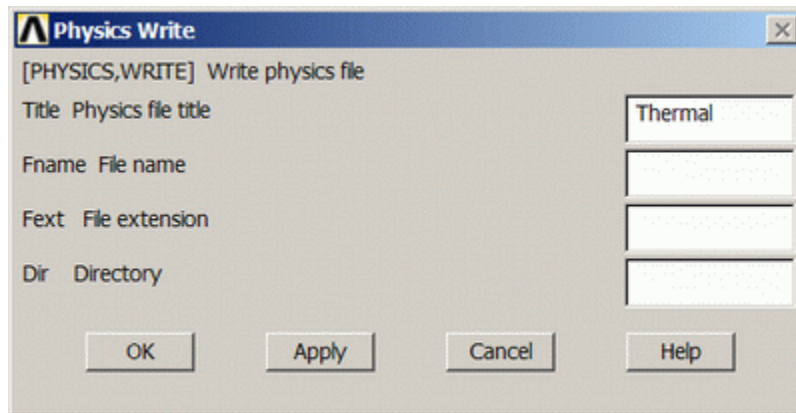 Physics Write
[PHYSICS,WRITE] Write physics file
Title Physics file title Thermal
Fname File name
Fext File extension
Dir Directory
OK Apply Cancel Help